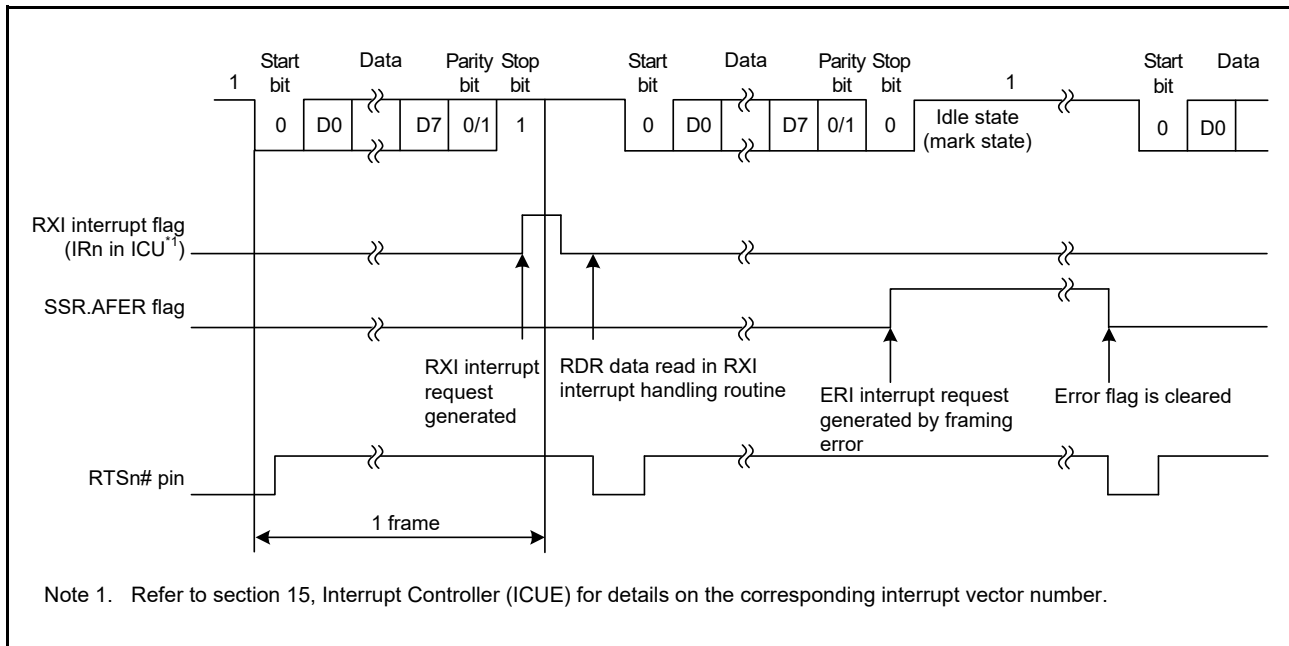 Start Data Parity Stop Start Data Parity Stop Start Data
1 bit bit bit bit bit bit 1 bit
0 D0 D7 0/1 1 0 D0 D7 0/1 0 Idle state 0 D0
(mark state)
RXI interrupt flag
(IRn in ICU*1)
SSR.AFER flag
RXI interrupt
request
generated
RDR data read in RXI
interrupt handling routine
ERI interrupt request
generated by framing
error
Error flag is cleared
RTSn# pin
1 frame
Note 1. Refer to section 15, Interrupt Controller (ICUE) for details on the corresponding interrupt vector number.